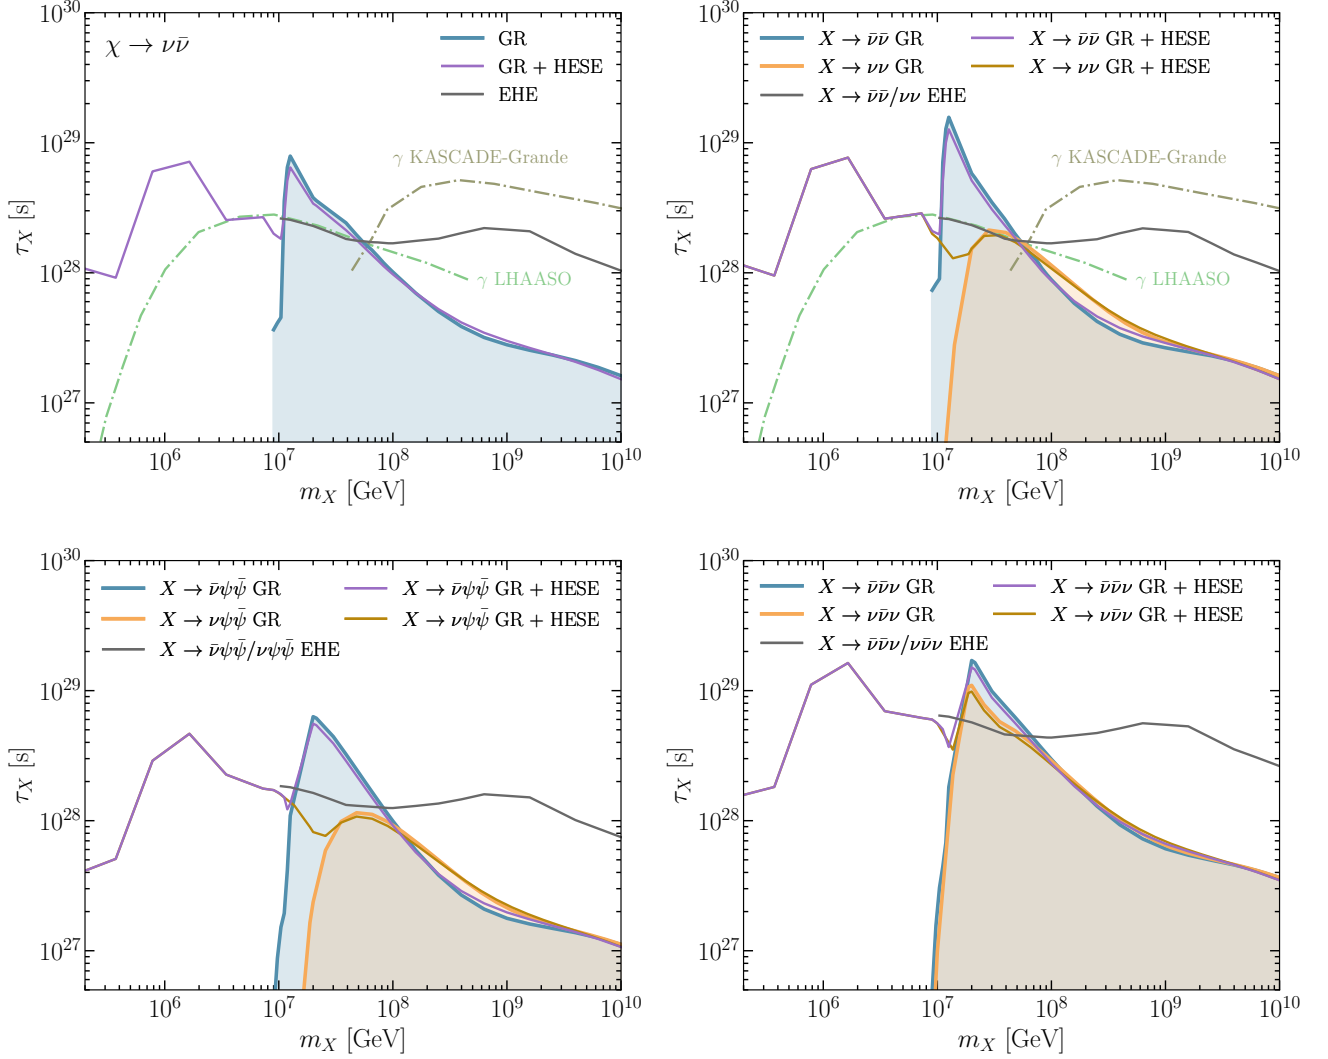 10^30
10^29
10^28
10^27
τ_X [s]
χ → νν̄
GR
GR + HESE
EHE
γ KASCADE-Grande
γ LHAASO
10^6 10^7 10^8 10^9 10^10
m_X [GeV]
10^30
10^29
10^28
10^27
τ_X [s]
X → ν̄ν̄ GR
X → νν GR
X → ν̄ν̄/νν EHE
X → ν̄ν̄ GR + HESE
X → νν GR + HESE
γ KASCADE-Grande
γ LHAASO
10^6 10^7 10^8 10^9 10^10
m_X [GeV]
10^30
10^29
10^28
10^27
τ_X [s]
X → ν̄ψψ̄ GR
X → νψψ̄ GR
X → ν̄ψψ̄/νψψ̄ EHE
X → ν̄ψψ̄ GR + HESE
X → νψψ̄ GR + HESE
10^6 10^7 10^8 10^9 10^10
m_X [GeV]
10^30
10^29
10^28
10^27
τ_X [s]
X → ν̄ν̄ν GR
X → νν̄ν GR
X → ν̄ν̄ν/νν̄ν EHE
X → ν̄ν̄ν GR + HESE
X → νν̄ν GR + HESE
10^6 10^7 10^8 10^9 10^10
m_X [GeV]